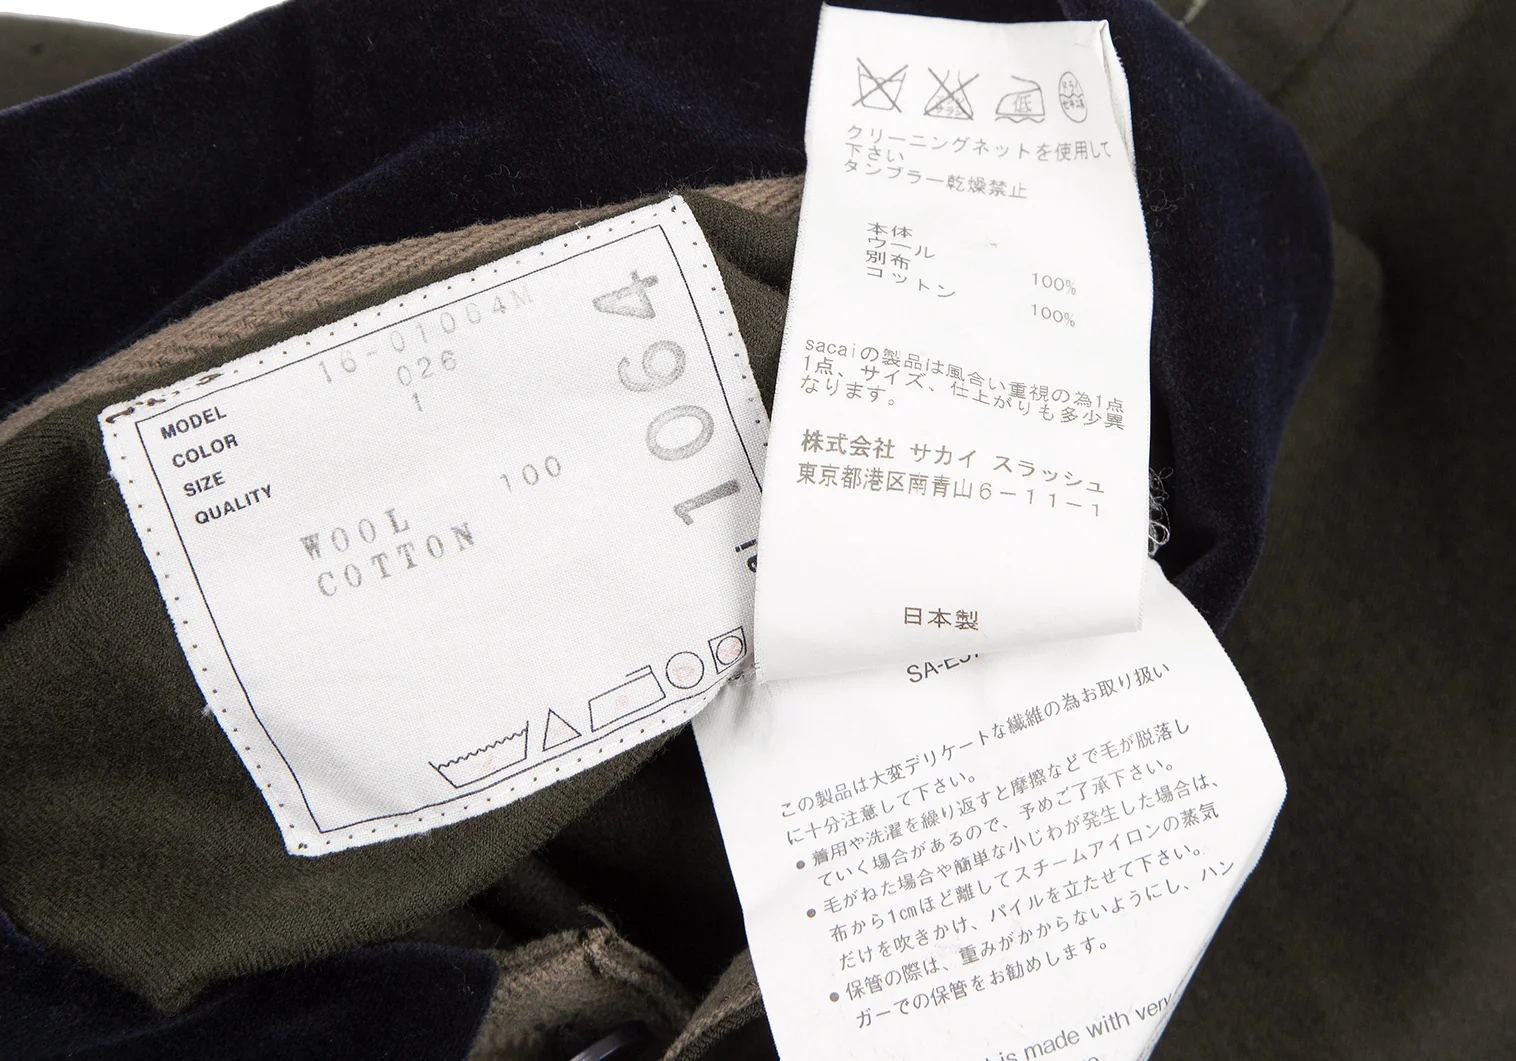 16-01064M
026
1
MODEL
COLOR
SIZE
QUALITY
100
WOOL
COTTON
1064
低
クリーニングネットを使用して
下さい
タンブラー乾燥禁止
本体
ウール 100%
別布
コットン 100%
sacaiの製品は風合い重視の為1点
1点、サイズ、仕上がりも多少異
なります。
株式会社 サカイ スラッシュ
東京都港区南青山6-11-1
日本製
この製品は大変デリケートな繊維の為お取り扱い
に十分注意して下さい。
●着用や洗濯を繰り返すと摩擦などで毛が脱落し
ていく場合があるので、予めご了承下さい。
●毛がねた場合や簡単な小じわが発生した場合は、
布から1cmほど離してスチームアイロンの蒸気
だけを吹きかけ、パイルを立たせて下さい。
●保管の際は、重みがかからないようにし、ハン
ガーでの保管をお勧めします。
is made with very